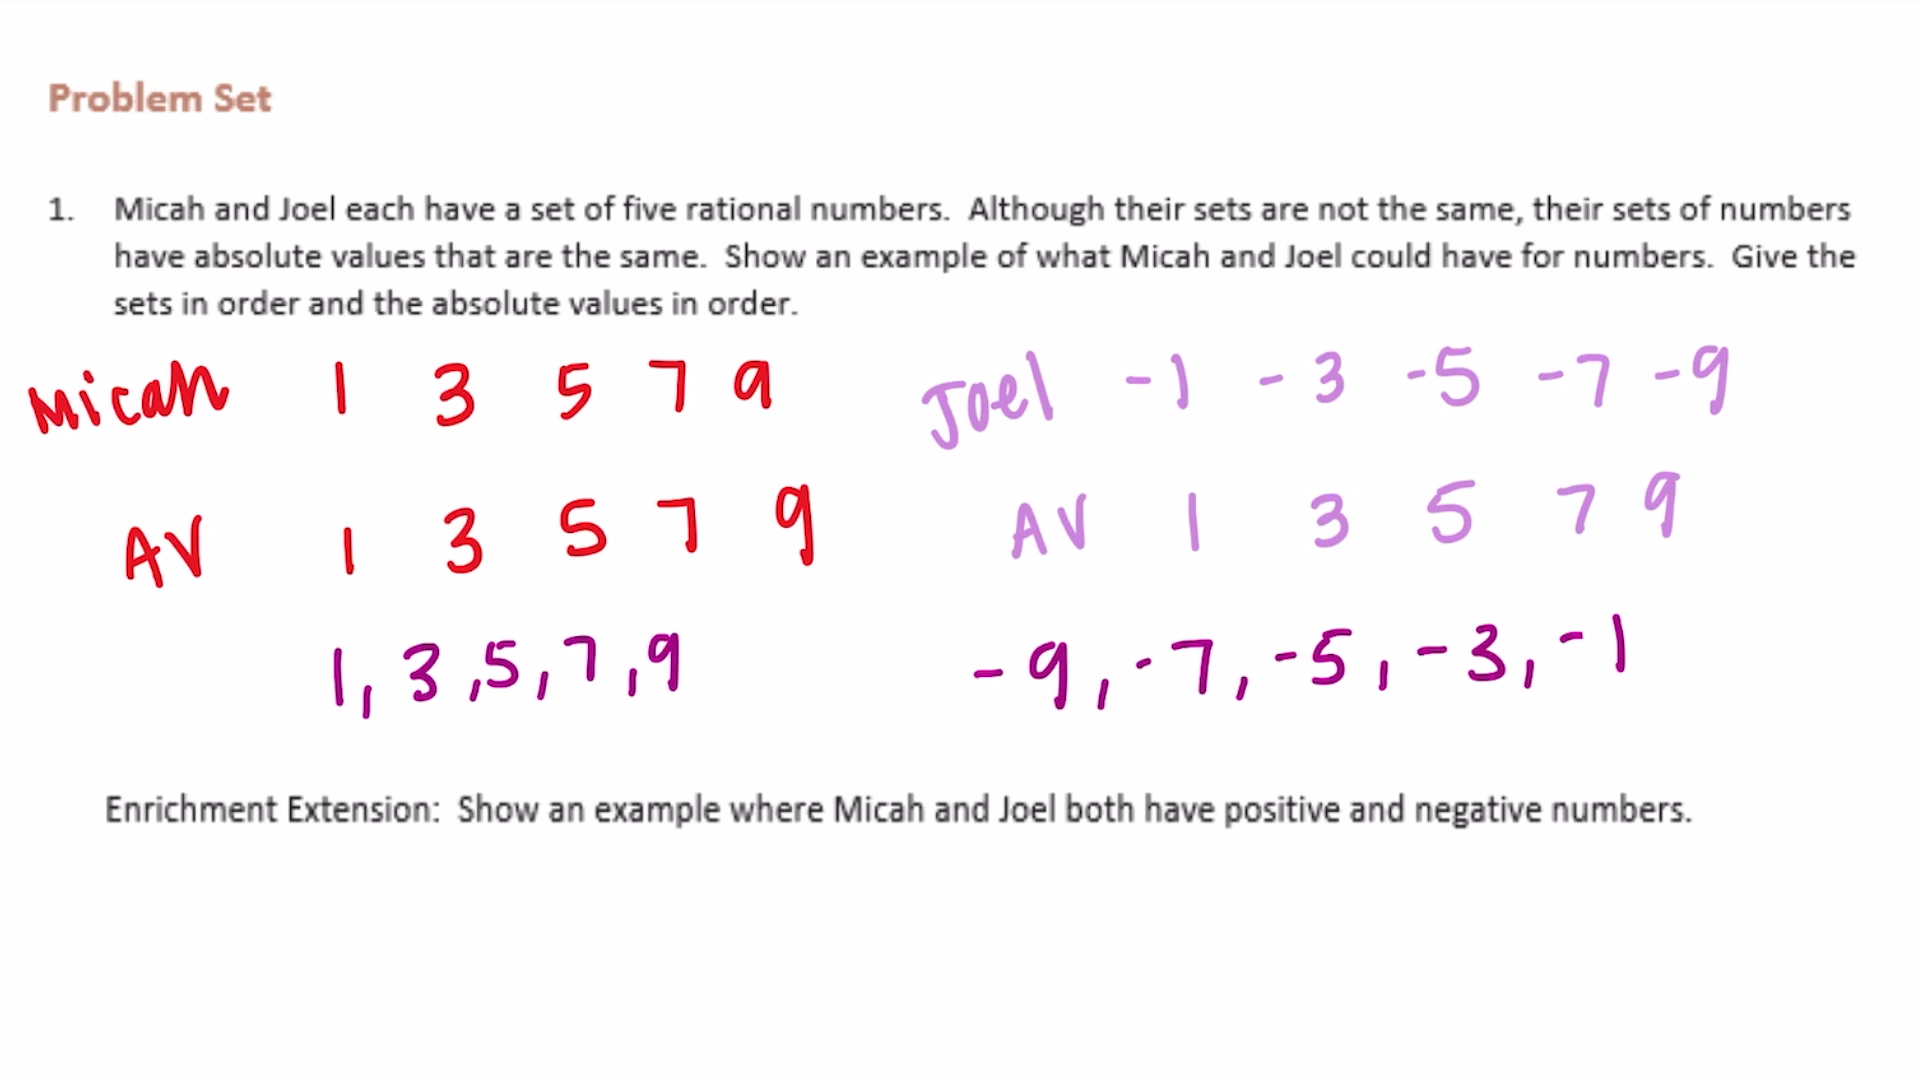 Problem Set
1. Micah and Joel each have a set of five rational numbers. Although their sets are not the same, their sets of numbers
have absolute values that are the same. Show an example of what Micah and Joel could have for numbers. Give the
sets in order and the absolute values in order.
Micah 1 3 5 7 9
AV 1 3 5 7 9
1, 3, 5, 7, 9
Joel -1 -3 -5 -7 -9
AV 1 3 5 7 9
-9, -7, -5, -3, -1
Enrichment Extension: Show an example where Micah and Joel both have positive and negative numbers.